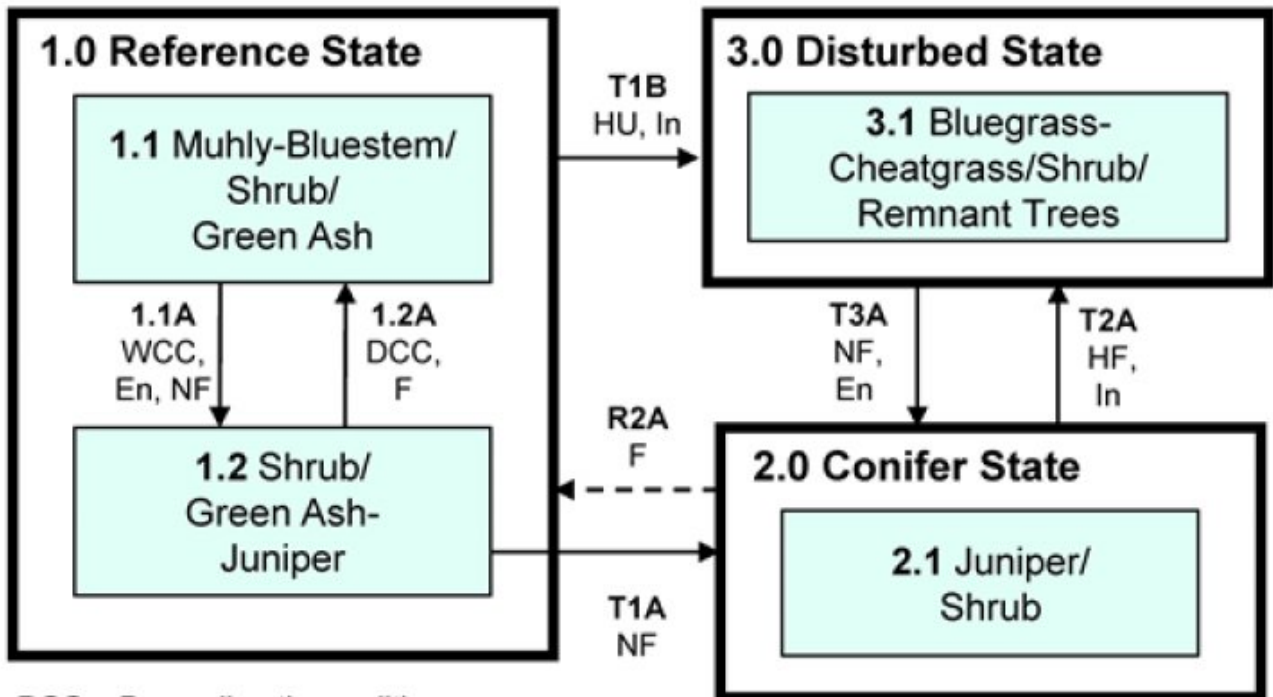 1.0 Reference State
1.1 Muhly-Bluestem/
Shrub/
Green Ash
1.1A
WCC,
En, NF
1.2A
DCC,
F
1.2 Shrub/
Green Ash-
Juniper
T1B
HU, In
3.0 Disturbed State
3.1 Bluegrass-
Cheatgrass/Shrub/
Remnant Trees
T3A
NF,
En
T2A
HF,
In
R2A
F
T1A
NF
2.0 Conifer State
2.1 Juniper/
Shrub